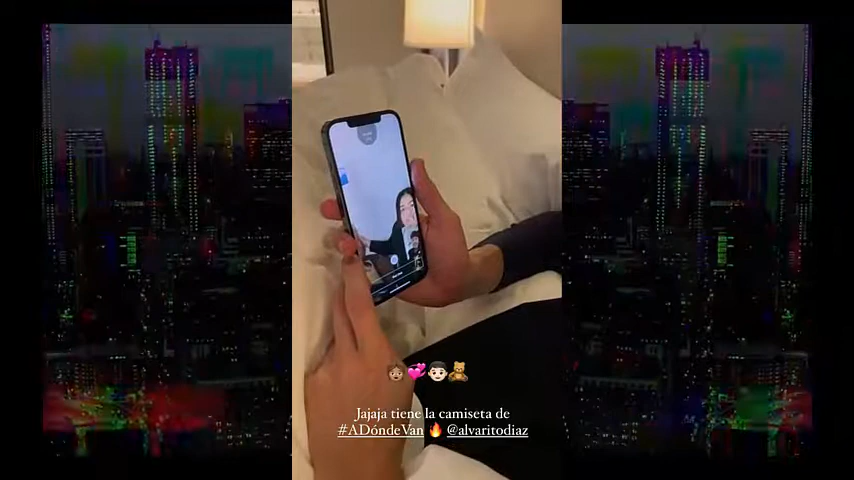 Jajaja tiene la camiseta de
#ADóndeVan 🔥 @alvaritodiaz